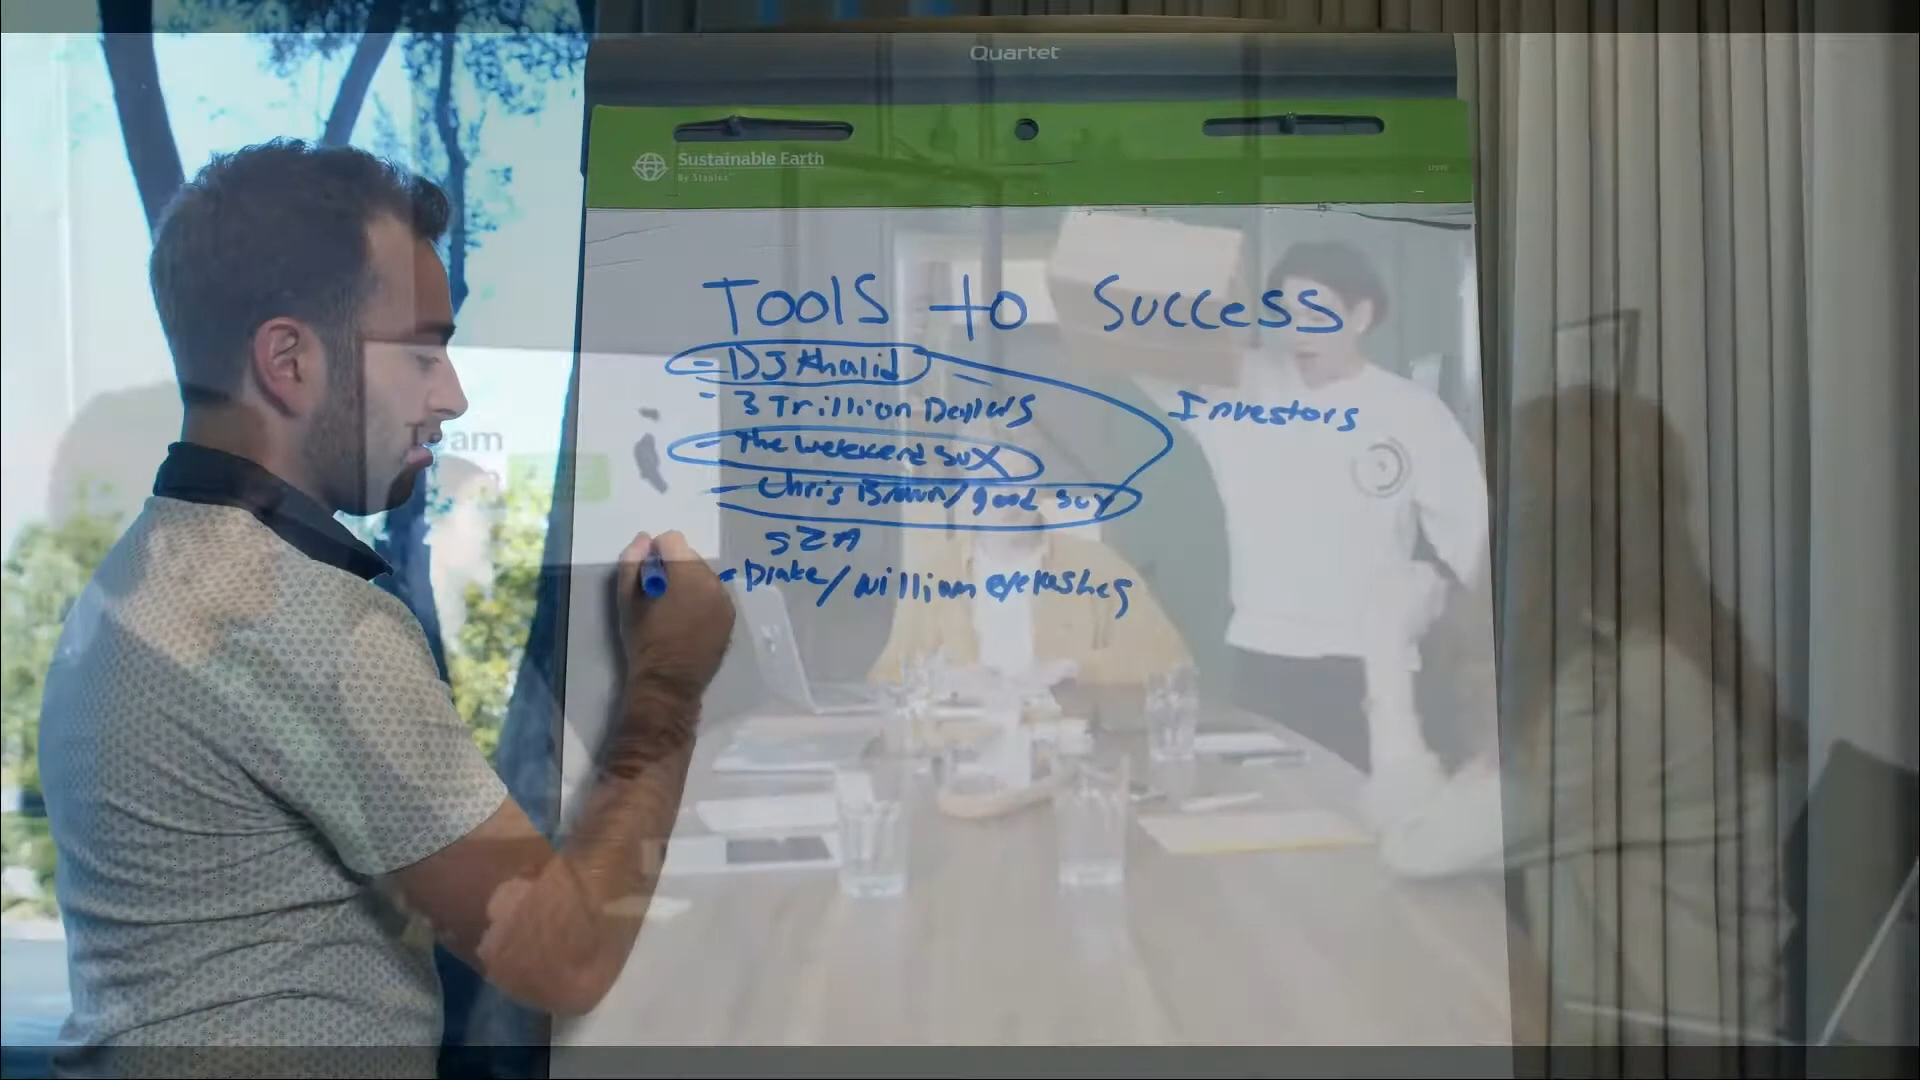 Quartet
Sustainable Earth
By Staples
Tools to Success
- DJ Khalid
- 3 Trillion Dollars
Investors
- The weekend sux
- Chris Brown/good guy
SZA
- Drake/william eyelashes
Team